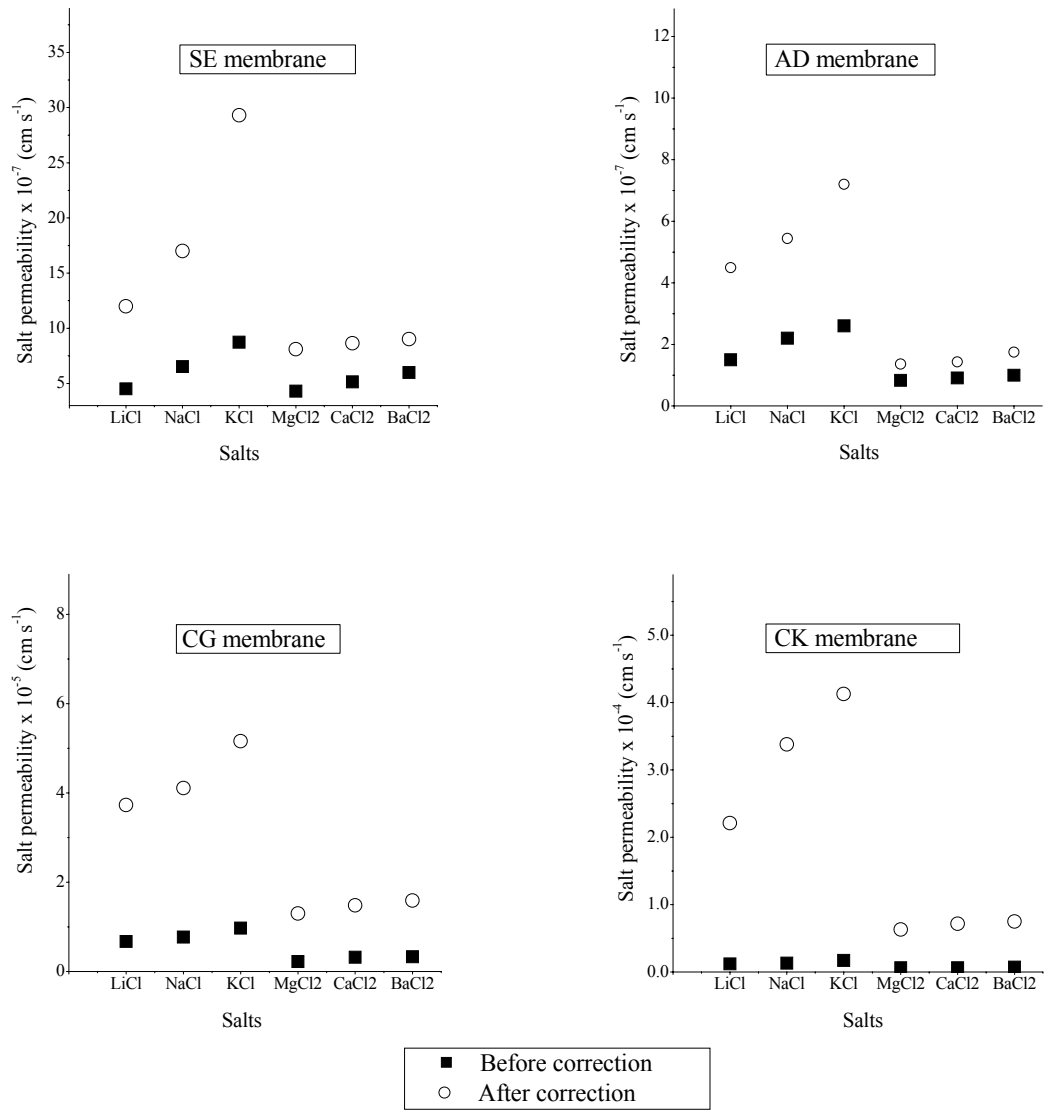 SE membrane
Salt permeability x 10⁻⁷ (cm s⁻¹)
35
30
25
20
15
10
5
LiCl NaCl KCl MgCl2 CaCl2 BaCl2
Salts
AD membrane
Salt permeability x 10⁻⁷ (cm s⁻¹)
12
10
8
6
4
2
0
LiCl NaCl KCl MgCl2 CaCl2 BaCl2
Salts
CG membrane
Salt permeability x 10⁻⁵ (cm s⁻¹)
8
6
4
2
0
LiCl NaCl KCl MgCl2 CaCl2 BaCl2
Salts
CK membrane
Salt permeability x 10⁻⁴ (cm s⁻¹)
5.0
4.0
3.0
2.0
1.0
0.0
LiCl NaCl KCl MgCl2 CaCl2 BaCl2
Salts
Before correction
After correction